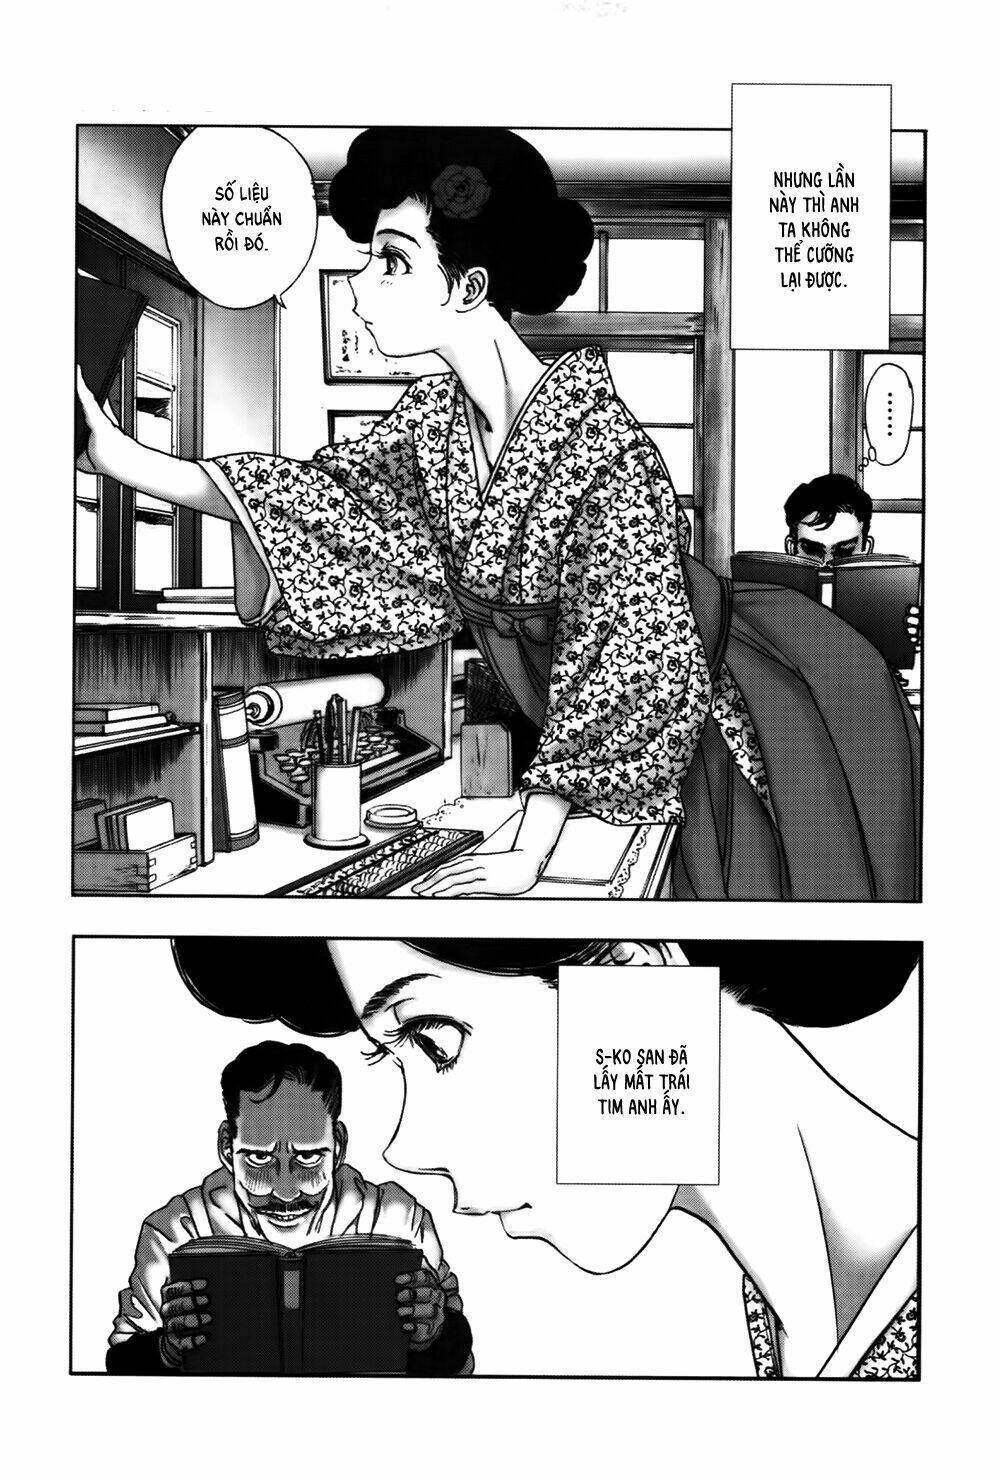 NHƯNG LẦN
NÀY THÌ ANH
TA KHÔNG
THỂ CƯỠNG
LẠI ĐƯỢC.
SỐ LIỆU
NÀY CHUẨN
RỒI ĐÓ.
.......
S-KO SAN ĐÃ
LẤY MẤT TRÁI
TIM ANH ẤY.